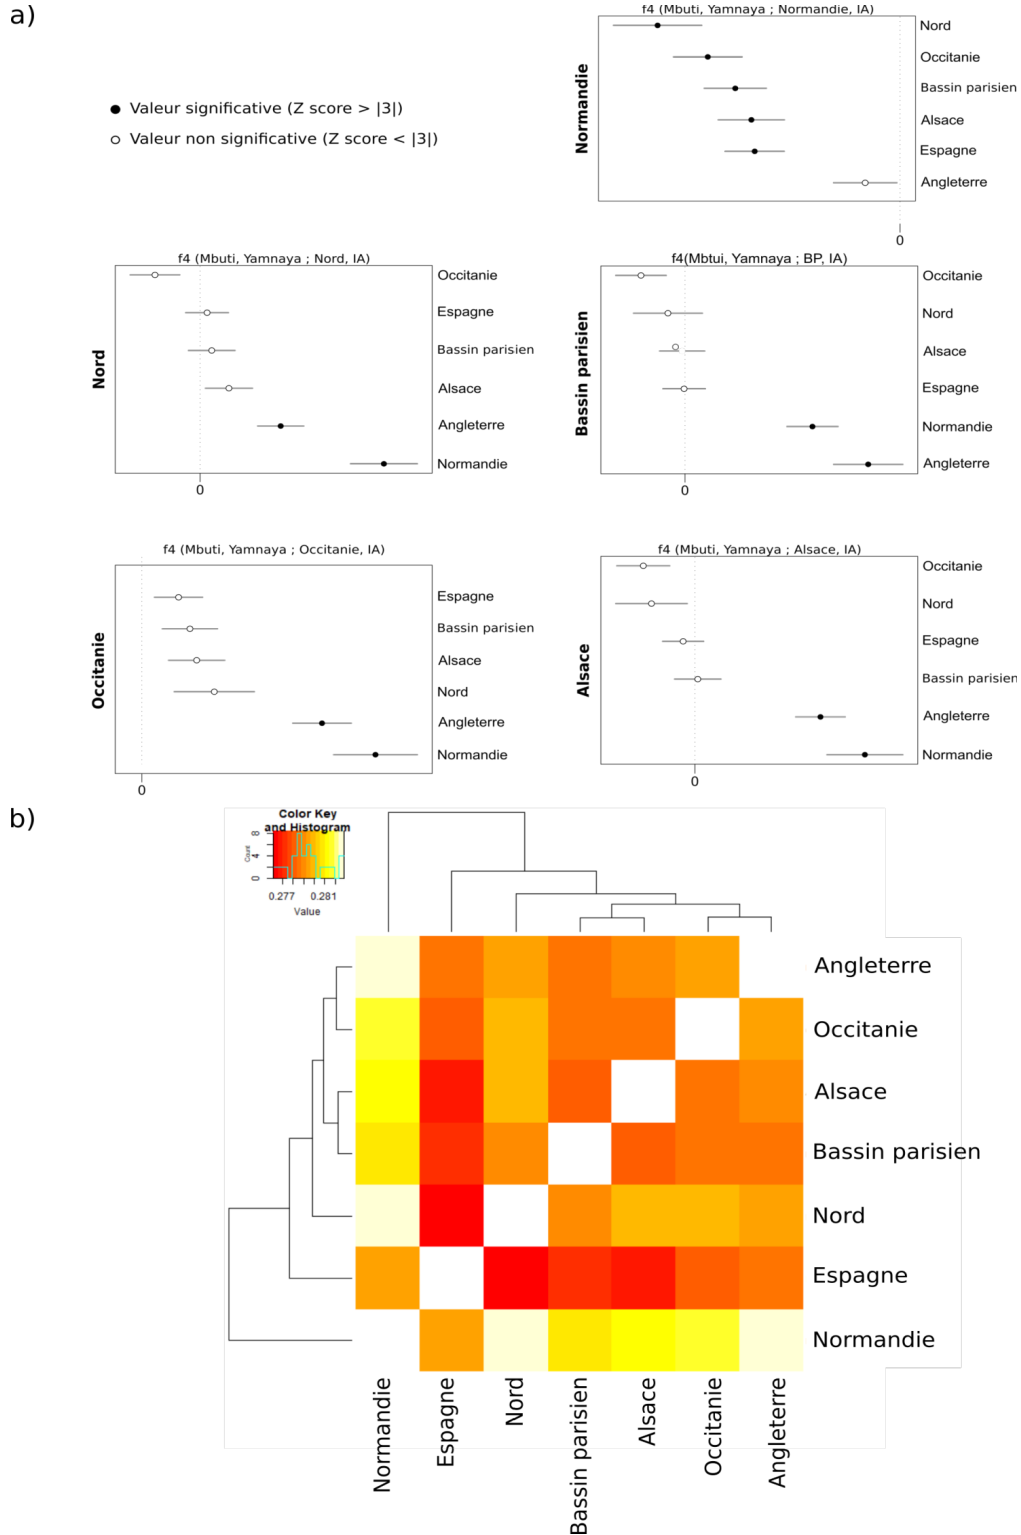 a)
Valeur significative (Z score > |3|)
Valeur non significative (Z score < |3|)
f4 (Mbuti, Yamnaya ; Normandie, IA)
Normandie
Nord
Occitanie
Bassin parisien
Alsace
Espagne
Angleterre
0
f4 (Mbuti, Yamnaya ; Nord, IA)
Nord
Occitanie
Espagne
Bassin parisien
Alsace
Angleterre
Normandie
0
f4(Mbtui, Yamnaya ; BP, IA)
Bassin parisien
Occitanie
Nord
Alsace
Espagne
Normandie
Angleterre
0
f4 (Mbuti, Yamnaya ; Occitanie, IA)
Occitanie
Espagne
Bassin parisien
Alsace
Nord
Angleterre
Normandie
0
f4 (Mbuti, Yamnaya ; Alsace, IA)
Alsace
Occitanie
Nord
Espagne
Bassin parisien
Angleterre
Normandie
0
b)
Color Key
and Histogram
Count
8
4
0
0.277 0.281
Value
Angleterre
Occitanie
Alsace
Bassin parisien
Nord
Espagne
Normandie
Normandie
Espagne
Nord
Bassin parisien
Alsace
Occitanie
Angleterre